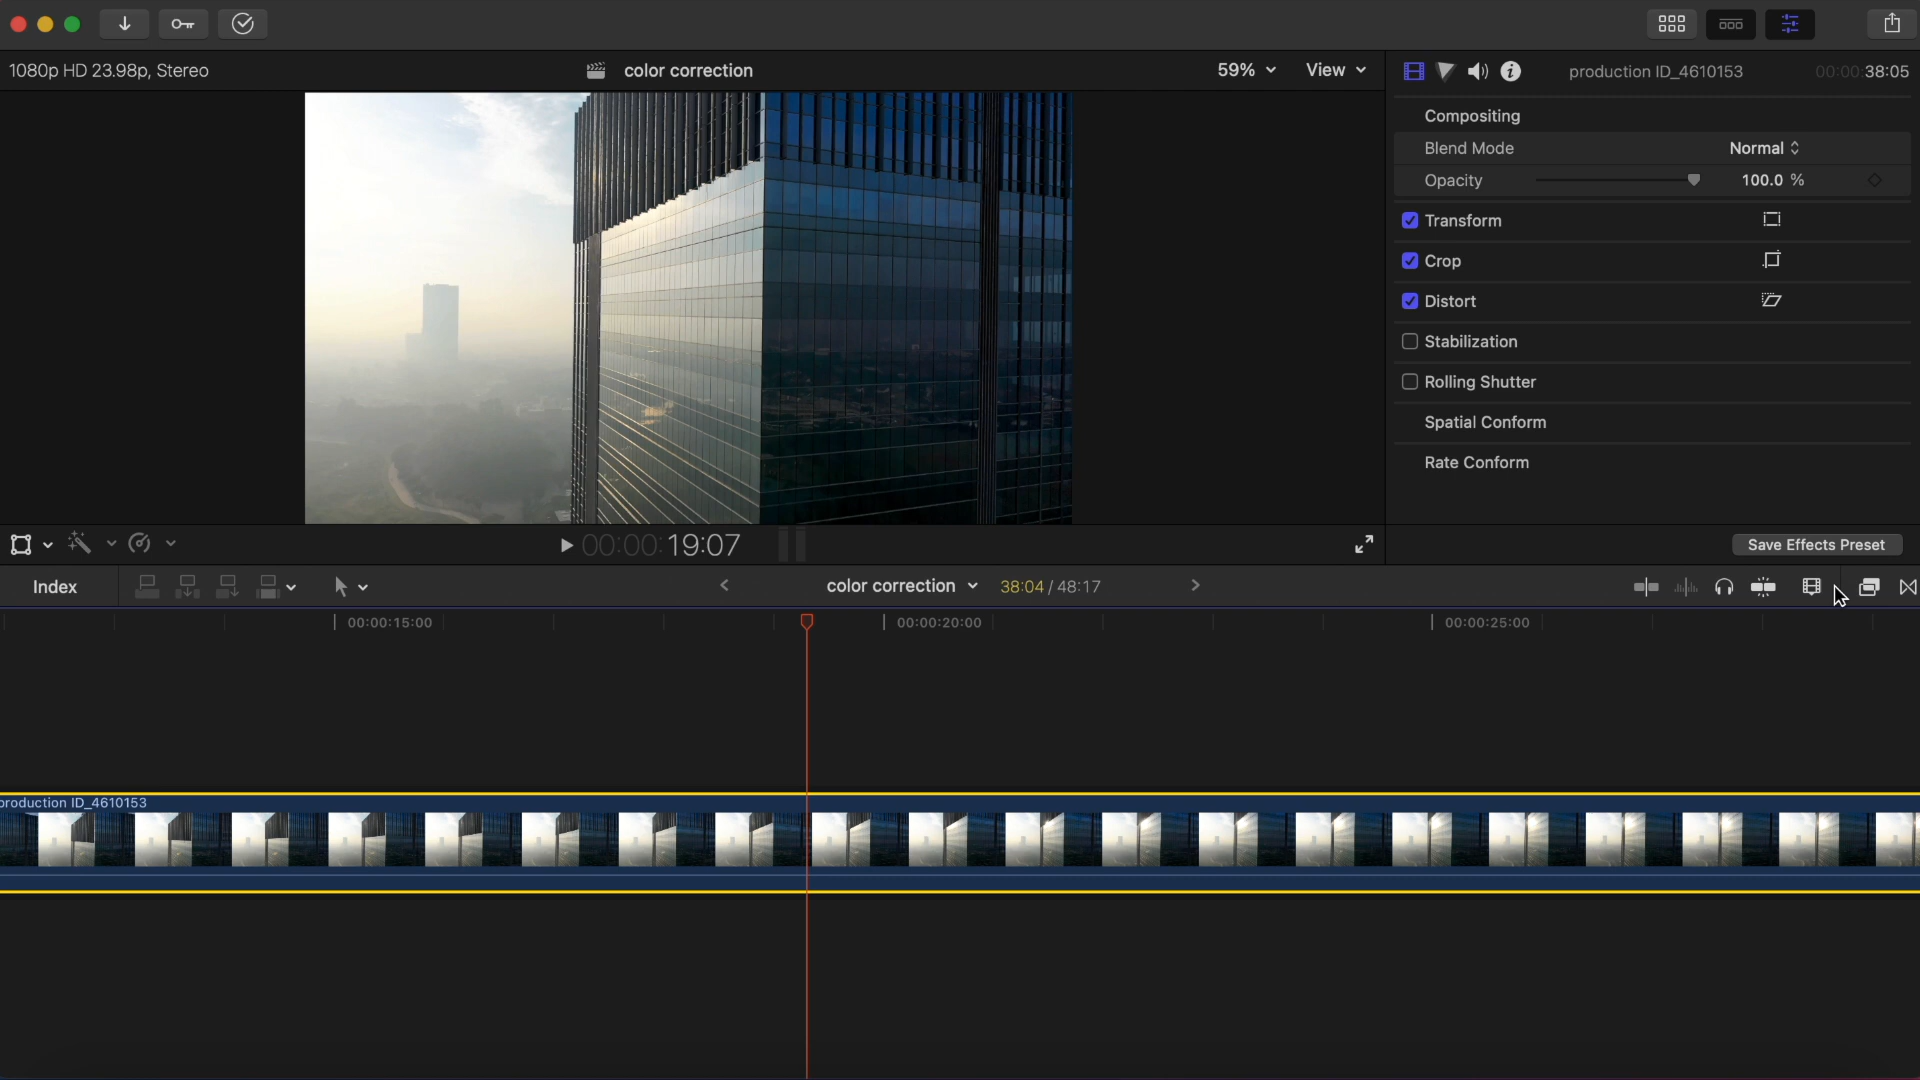 1080p HD 23.98p, Stereo
color correction
59%
View
production ID_4610153
00:00:38:05
Compositing
Blend Mode
Normal
Opacity
100.0 %
Transform
Crop
Distort
Stabilization
Rolling Shutter
Spatial Conform
Rate Conform
00:00:19:07
Save Effects Preset
Index
color correction
38:04 / 48:17
00:00:15:00
00:00:20:00
00:00:25:00
production ID_4610153